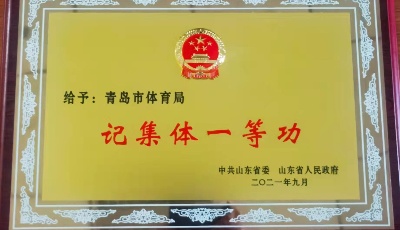 给予：青岛市体育局
记集体一等功
中共山东省委　山东省人民政府
二〇二一年九月